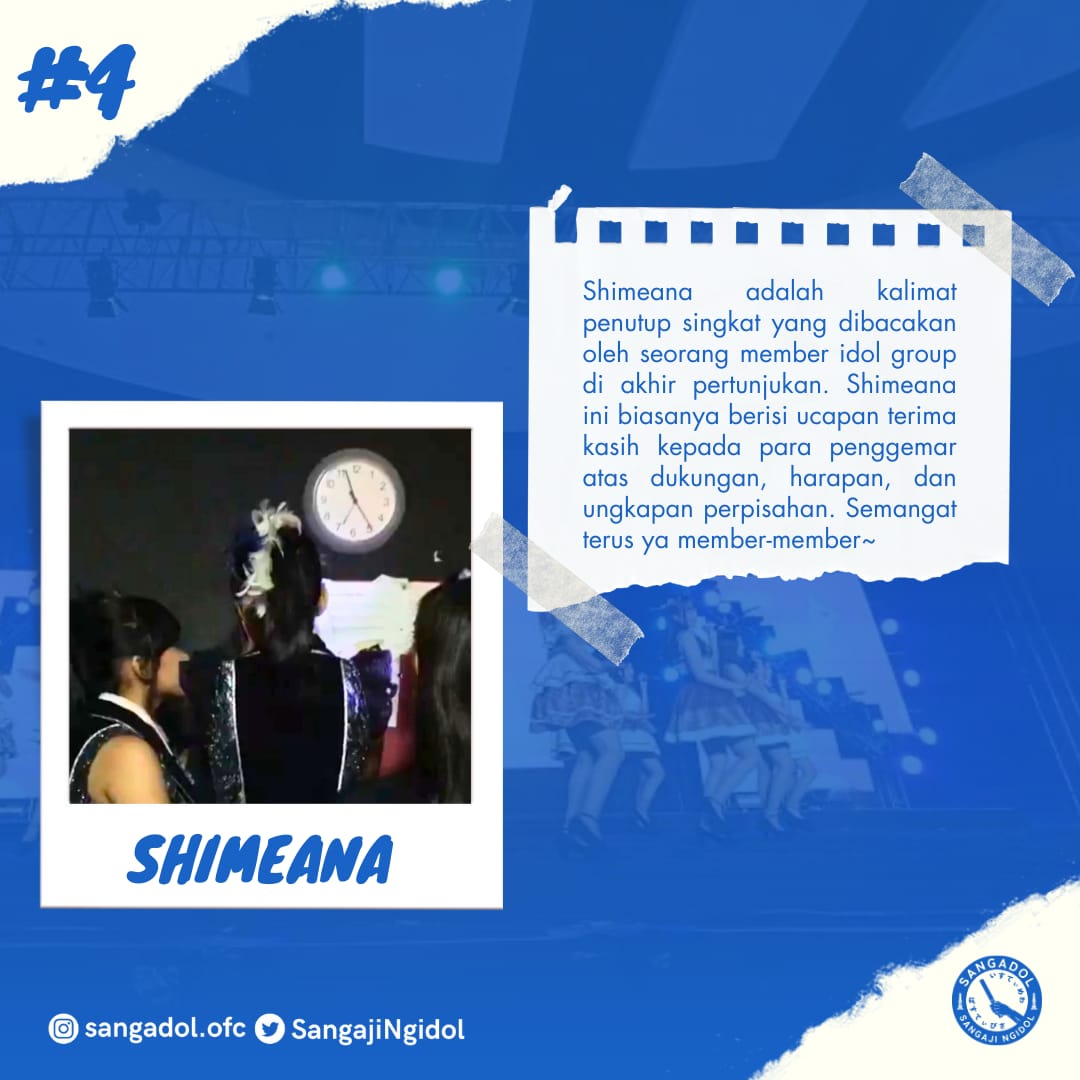 #4
Shimeana adalah kalimat
penutup singkat yang dibacakan
oleh seorang member idol group
di akhir pertunjukan. Shimeana
ini biasanya berisi ucapan terima
kasih kepada para penggemar
atas dukungan, harapan, dan
ungkapan perpisahan. Semangat
terus ya member-member~
SHIMEANA
sangadol.ofc SangajiNgidol
SANGADOL
SANGAJI NGIDOL